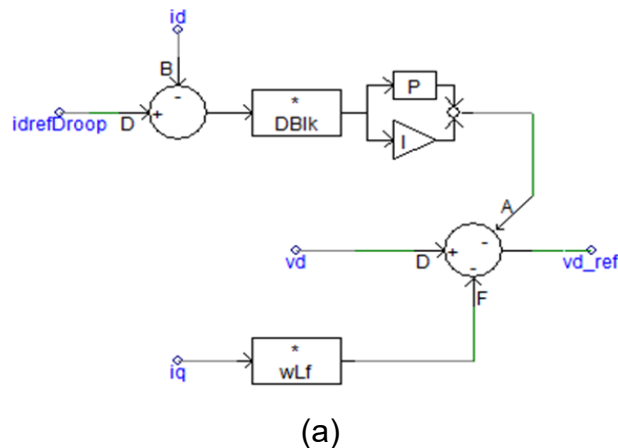 id
B
-
idrefDroop
D
+
*
DBlk
P
I
A
-
vd
D
+
-
F
vd_ref
iq
*
wLf
(a)